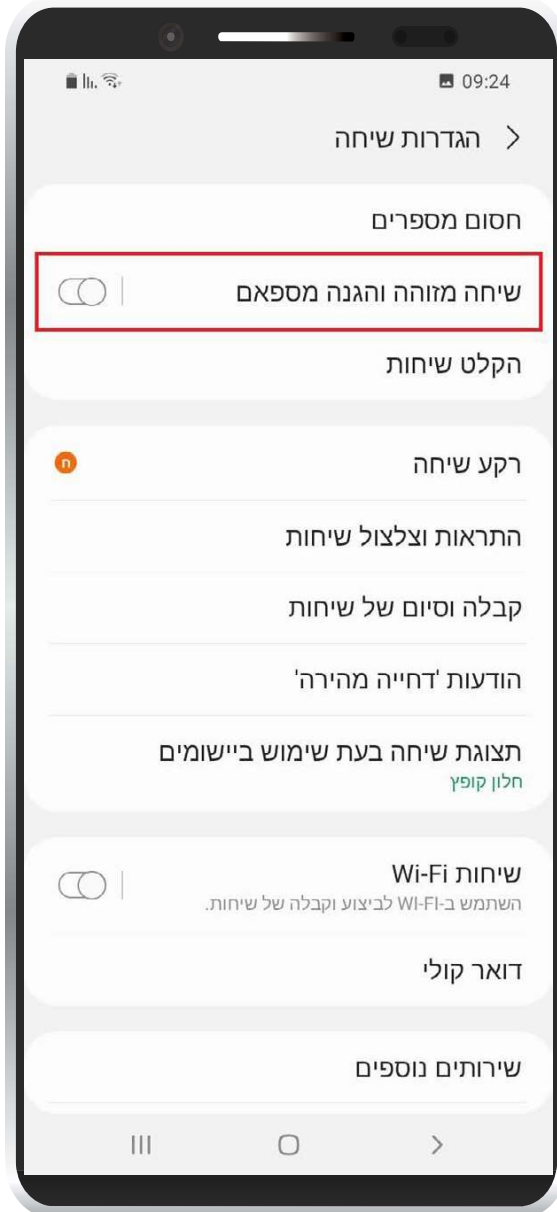 09:24
הגדרות שיחה
חסום מספרים
שיחה מזוהה והגנה מספאם
הקלט שיחות
רקע שיחה
ח
התראות וצלצול שיחות
קבלה וסיום של שיחות
הודעות 'דחייה מהירה'
תצוגת שיחה בעת שימוש ביישומים
חלון קופץ
שיחות Wi-Fi
השתמש ב-WI-FI לביצוע וקבלה של שיחות.
דואר קולי
שירותים נוספים